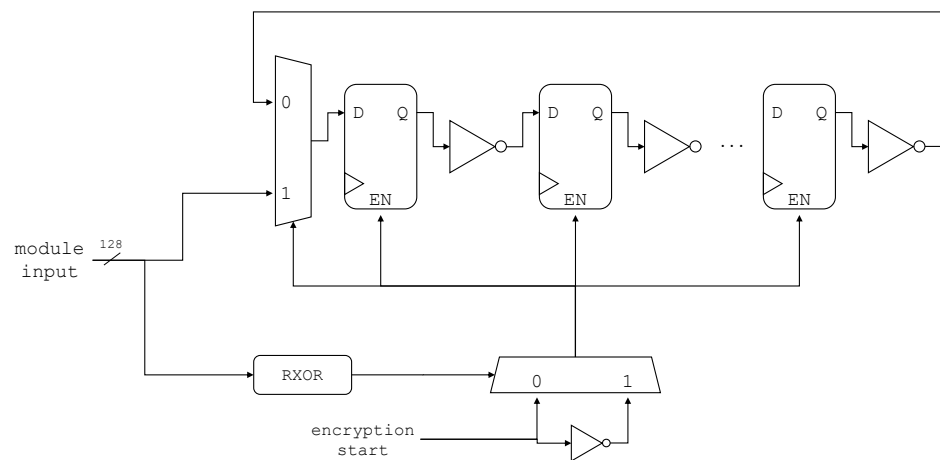 0
D Q
D Q
D Q
...
1
EN
EN
EN
module
input
128
RXOR
0 1
encryption
start